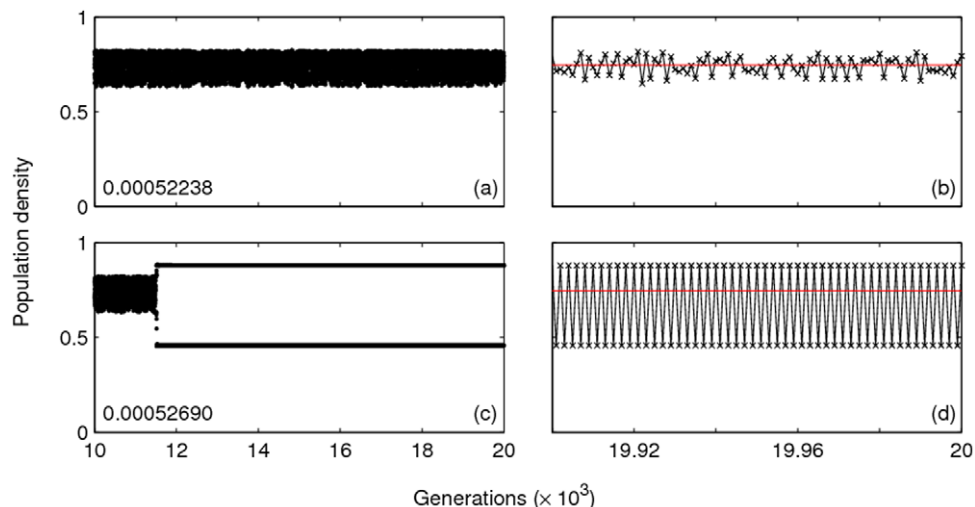 1
0.5
0
0.00052238
(a)
(b)
1
0.5
0
0.00052690
(c)
(d)
Population density
10
12
14
16
18
20
19.92
19.96
20
Generations (× 10³)